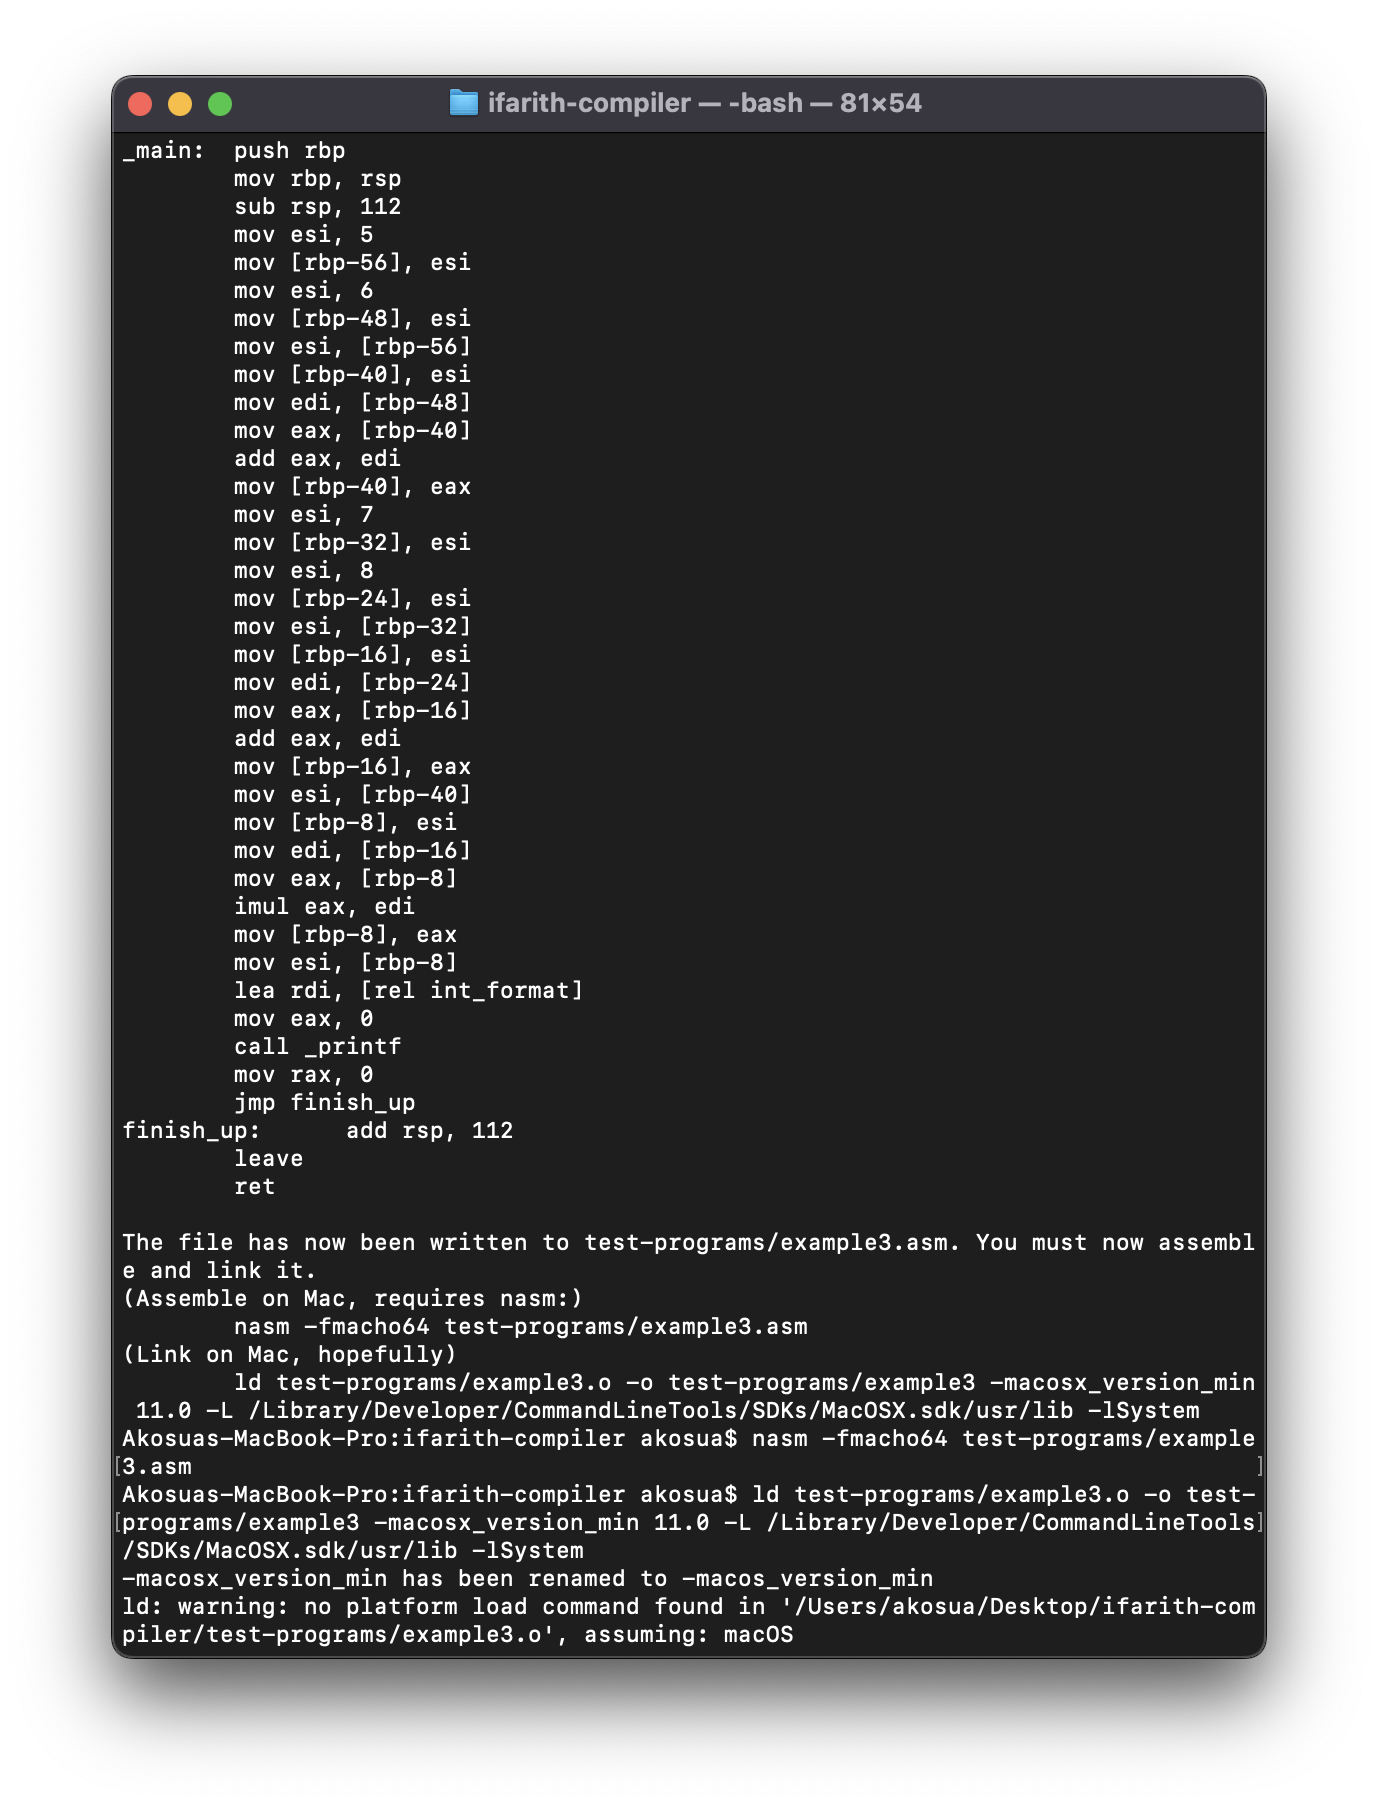 ifarith-compiler — -bash — 81×54
_main:  push rbp
        mov rbp, rsp
        sub rsp, 112
        mov esi, 5
        mov [rbp-56], esi
        mov esi, 6
        mov [rbp-48], esi
        mov esi, [rbp-56]
        mov [rbp-40], esi
        mov edi, [rbp-48]
        mov eax, [rbp-40]
        add eax, edi
        mov [rbp-40], eax
        mov esi, 7
        mov [rbp-32], esi
        mov esi, 8
        mov [rbp-24], esi
        mov esi, [rbp-32]
        mov [rbp-16], esi
        mov edi, [rbp-24]
        mov eax, [rbp-16]
        add eax, edi
        mov [rbp-16], eax
        mov esi, [rbp-40]
        mov [rbp-8], esi
        mov edi, [rbp-16]
        mov eax, [rbp-8]
        imul eax, edi
        mov [rbp-8], eax
        mov esi, [rbp-8]
        lea rdi, [rel int_format]
        mov eax, 0
        call _printf
        mov rax, 0
        jmp finish_up
finish_up:      add rsp, 112
        leave
        ret
The file has now been written to test-programs/example3.asm. You must now assembl
e and link it.
(Assemble on Mac, requires nasm:)
        nasm -fmacho64 test-programs/example3.asm
(Link on Mac, hopefully)
        ld test-programs/example3.o -o test-programs/example3 -macosx_version_min
 11.0 -L /Library/Developer/CommandLineTools/SDKs/MacOSX.sdk/usr/lib -lSystem
Akosuas-MacBook-Pro:ifarith-compiler akosua$ nasm -fmacho64 test-programs/example
[3.asm ]
Akosuas-MacBook-Pro:ifarith-compiler akosua$ ld test-programs/example3.o -o test-
[programs/example3 -macosx_version_min 11.0 -L /Library/Developer/CommandLineTools]
/SDKs/MacOSX.sdk/usr/lib -lSystem
-macosx_version_min has been renamed to -macos_version_min
ld: warning: no platform load command found in '/Users/akosua/Desktop/ifarith-com
piler/test-programs/example3.o', assuming: macOS